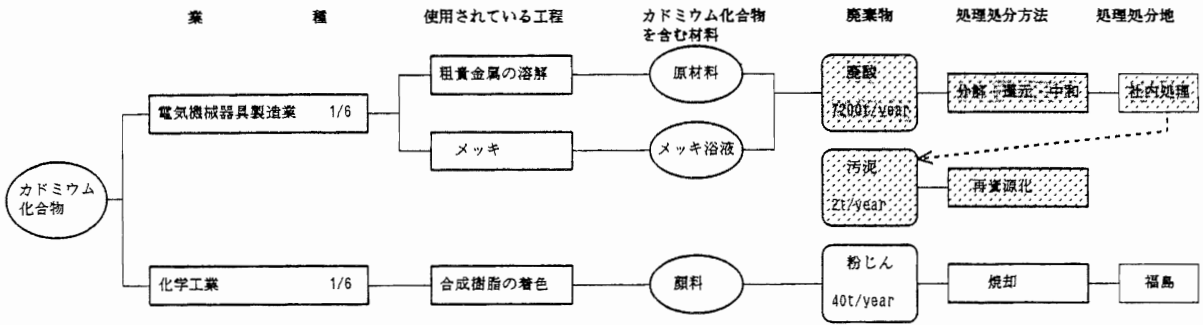 業 種 使用されている工程 カドミウム化合物 廃棄物 処理処分方法 処理処分地
を含む材料
粗貴金属の溶解 原材料 廃酸
電気機械器具製造業 1/6 7200t/year 分解・還元・中和 社内処理
メッキ メッキ浴液
汚泥
カドミウム
化合物
2t/year 再資源化
粉じん
化学工業 1/6 合成樹脂の着色 顔料 焼却 福島
40t/year